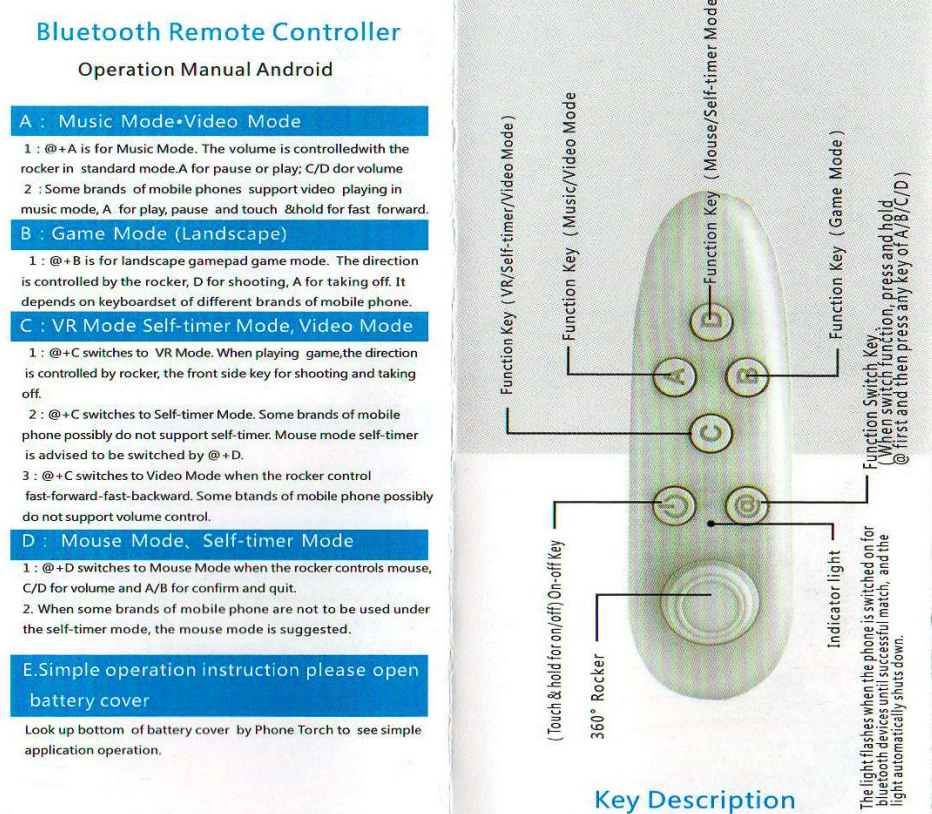 Bluetooth Remote Controller
Operation Manual Android
A : Music Mode•Video Mode
1 : @+A is for Music Mode. The volume is controlledwith the
rocker in standard mode.A for pause or play; C/D dor volume
2 : Some brands of mobile phones support video playing in
music mode, A for play, pause and touch &hold for fast forward.
B : Game Mode (Landscape)
1 : @+B is for landscape gamepad game mode. The direction
is controlled by the rocker, D for shooting, A for taking off. It
depends on keyboardset of different brands of mobile phone.
C : VR Mode Self-timer Mode, Video Mode
1 : @+C switches to VR Mode. When playing game,the direction
is controlled by rocker, the front side key for shooting and taking
off.
2 : @+C switches to Self-timer Mode. Some brands of mobile
phone possibly do not support self-timer. Mouse mode self-timer
is advised to be switched by @+D.
3 : @+C switches to Video Mode when the rocker control
fast-forward-fast-backward. Some btands of mobile phone possibly
do not support volume control.
D : Mouse Mode、Self-timer Mode
1 : @+D switches to Mouse Mode when the rocker controls mouse,
C/D for volume and A/B for confirm and quit.
2. When some brands of mobile phone are not to be used under
the self-timer mode, the mouse mode is suggested.
E.Simple operation instruction please open
battery cover
Look up bottom of battery cover by Phone Torch to see simple
application operation.
Function Key ( VR/Self-timer/Video Mode )
Function Key ( Music/Video Mode
Function Key ( Mouse/Self-timer Mode
Function Key ( Game Mode )
Function Switch Key
( When switch function, press and hold
@ first and then press any key of A/B/C/D )
D
A
B
C
@
( Touch & hold for on/off) On-off Key
360° Rocker
Indicator light
The light flashes when the phone is switched on for
bluetooth devices until successful match, and the
light automatically shuts down.
Key Description